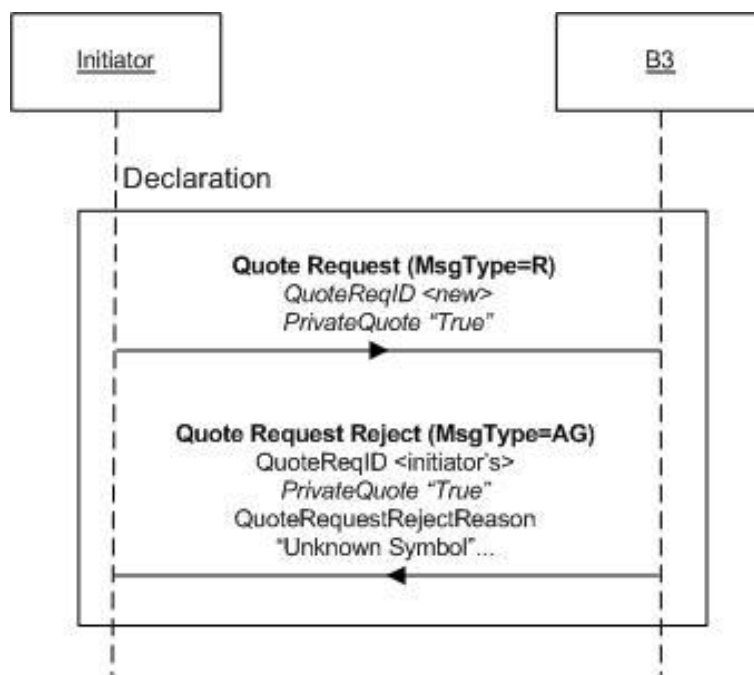 Initiator
B3
Declaration
Quote Request (MsgType=R)
QuoteReqID <new>
PrivateQuote “True”
Quote Request Reject (MsgType=AG)
QuoteReqID <initiator’s>
PrivateQuote “True”
QuoteRequestRejectReason
“Unknown Symbol”...